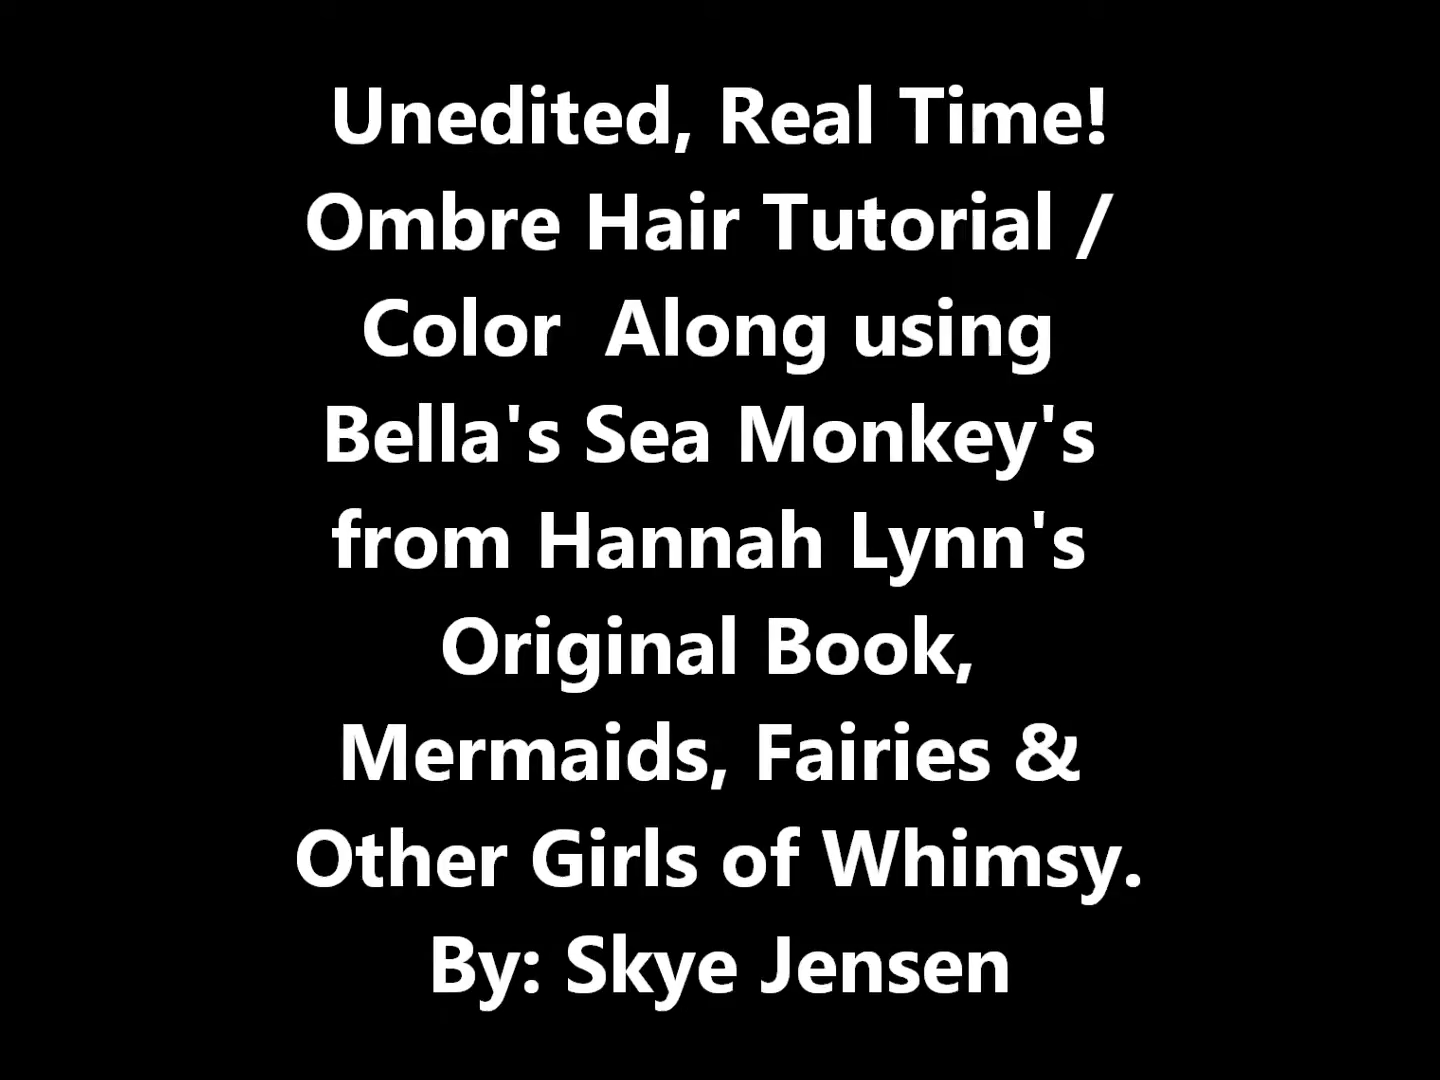 Unedited, Real Time!
Ombre Hair Tutorial /
Color  Along using
Bella's Sea Monkey's
from Hannah Lynn's
Original Book,
Mermaids, Fairies &
Other Girls of Whimsy.
By: Skye Jensen